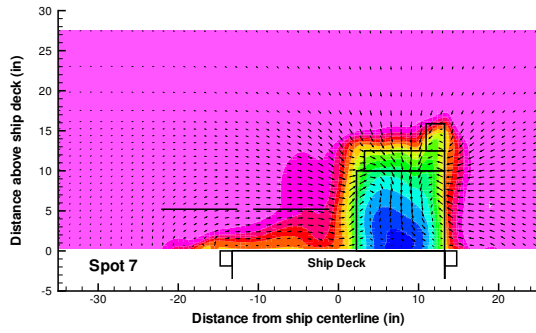 30
25
20
15
10
5
0
-5
Distance above ship deck (in)
Spot 7
Ship Deck
-30 -20 -10 0 10 20
Distance from ship centerline (in)